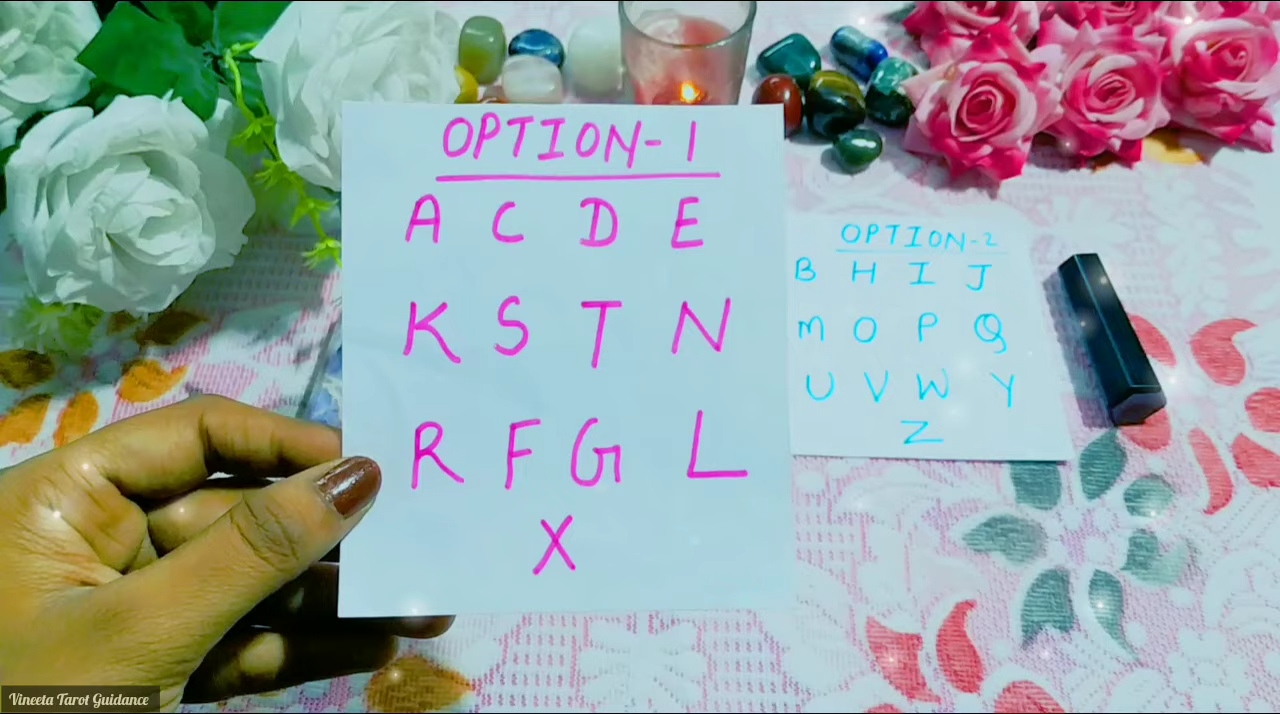 OPTION-1
A C D E
K S T N
R F G L
X
OPTION-2
B H I J
M O P Q
U V W Y
Z
Vineeta Tarot Guidance